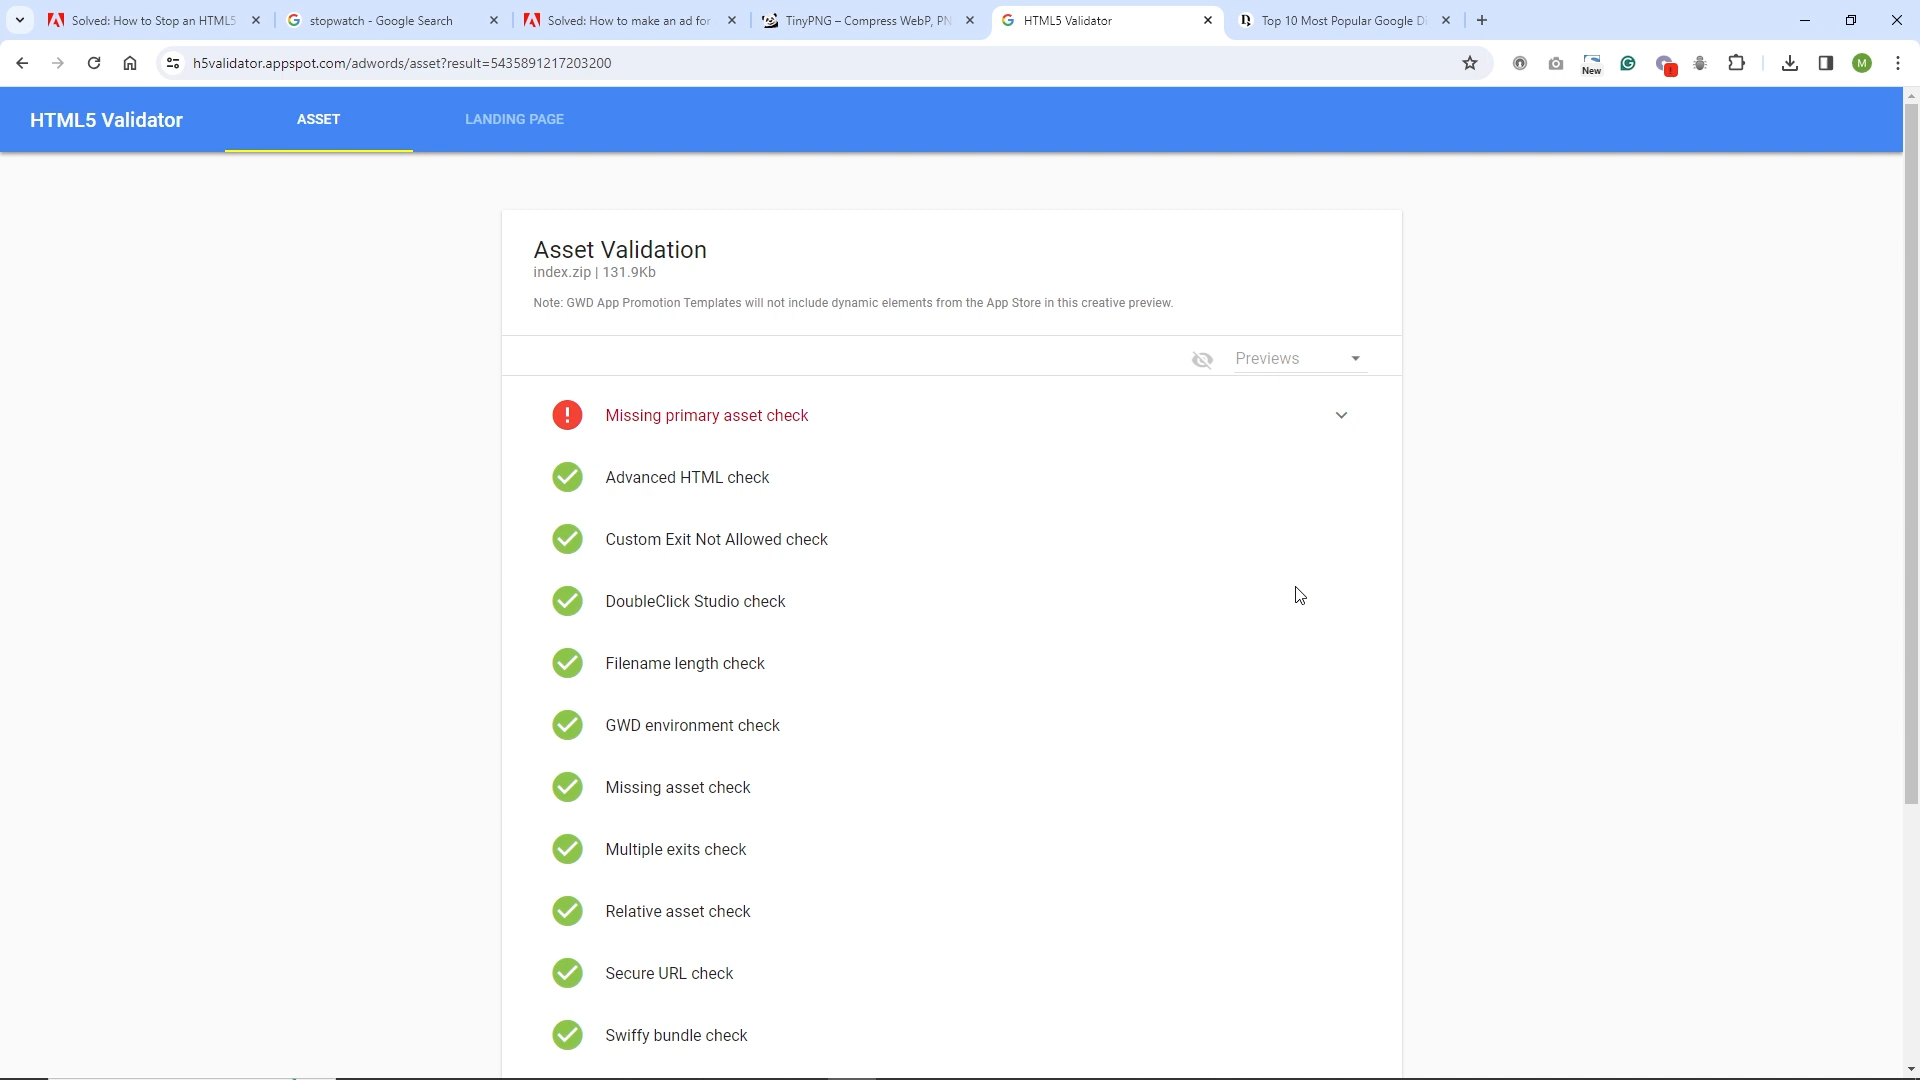 Solved: How to Stop an HTML5
stopwatch - Google Search
Solved: How to make an ad for
TinyPNG – Compress WebP, PN
HTML5 Validator
Top 10 Most Popular Google Di
h5validator.appspot.com/adwords/asset?result=5435891217203200
New
M
HTML5 Validator
ASSET
LANDING PAGE
Asset Validation
index.zip | 131.9Kb
Note: GWD App Promotion Templates will not include dynamic elements from the App Store in this creative preview.
Previews
Missing primary asset check
Advanced HTML check
Custom Exit Not Allowed check
DoubleClick Studio check
Filename length check
GWD environment check
Missing asset check
Multiple exits check
Relative asset check
Secure URL check
Swiffy bundle check